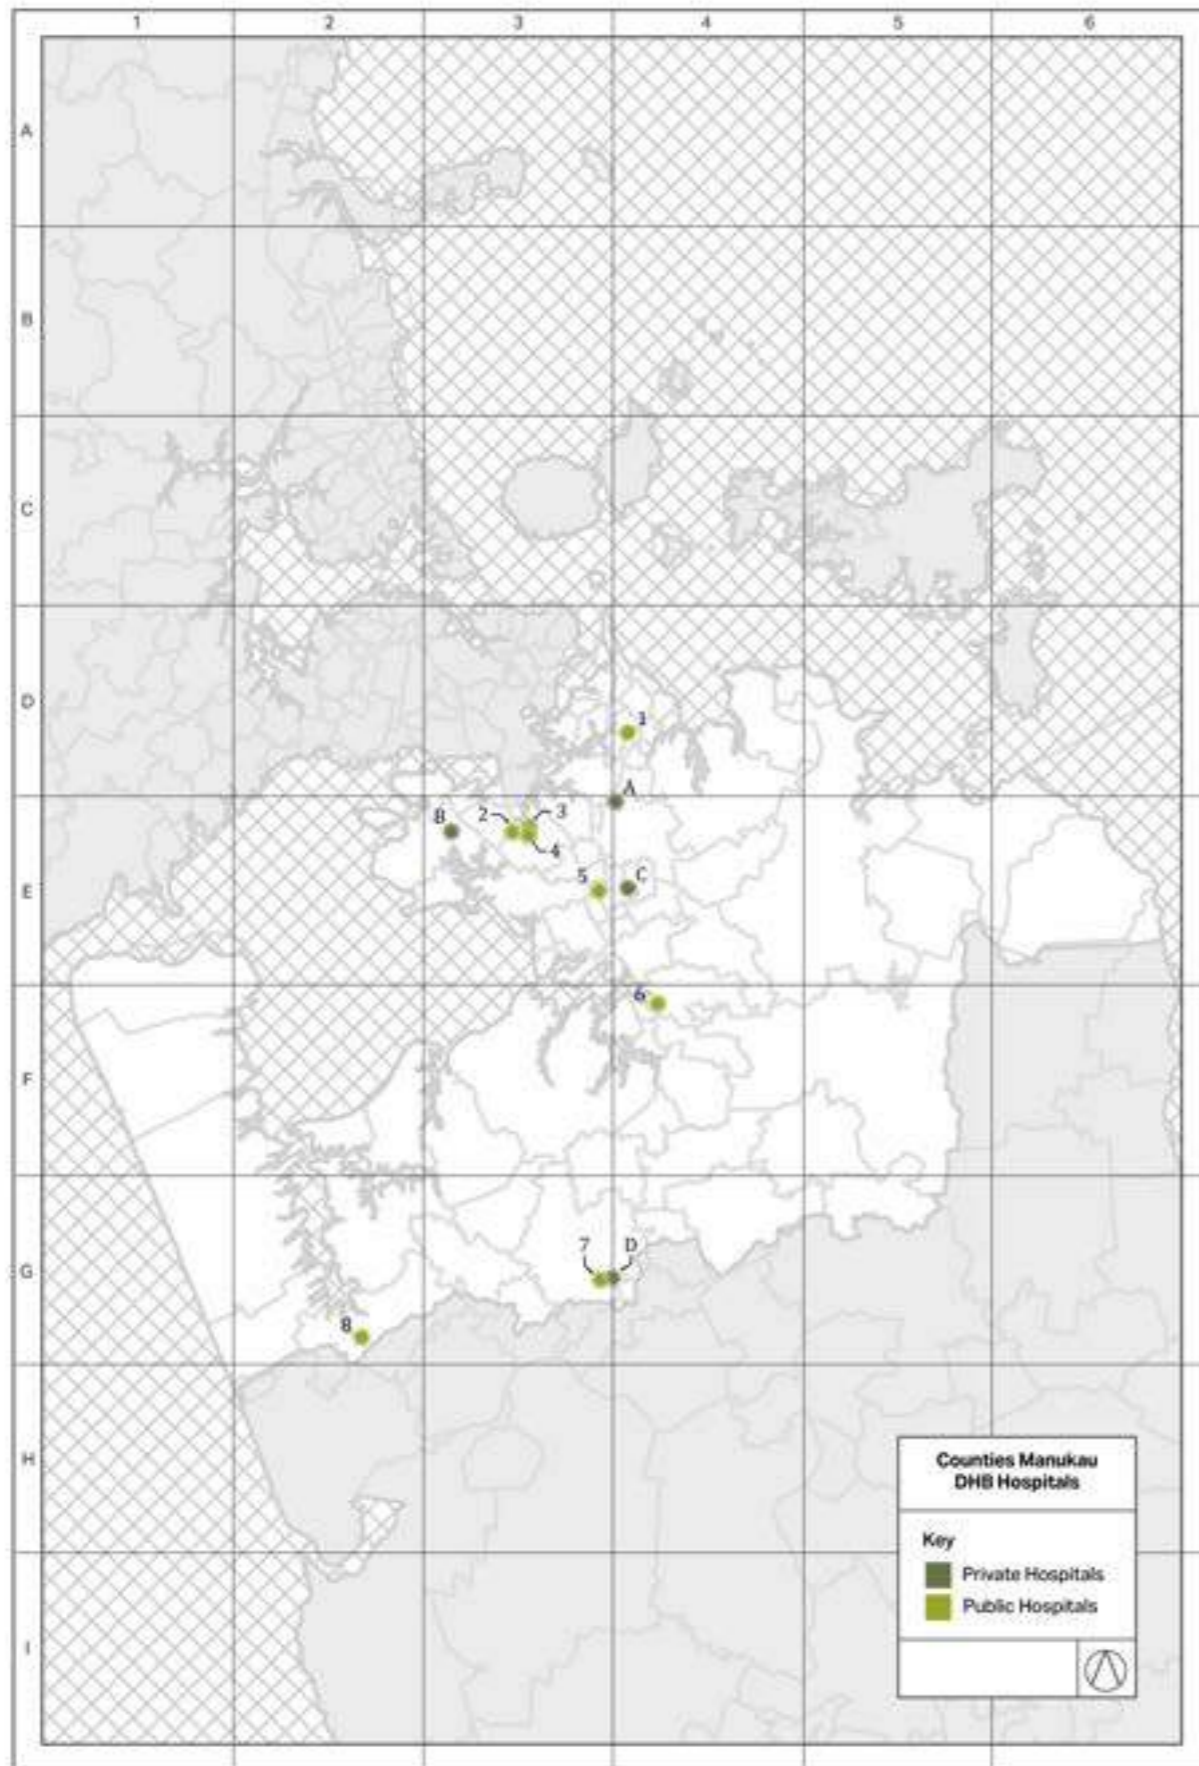 1 2 3 4 5 6
A
B
C
D
1
A
B 2 3
4
E
5 C
6
F
7 D
G
8
H
I
Counties Manukau
DHB Hospitals
Key
Private Hospitals
Public Hospitals